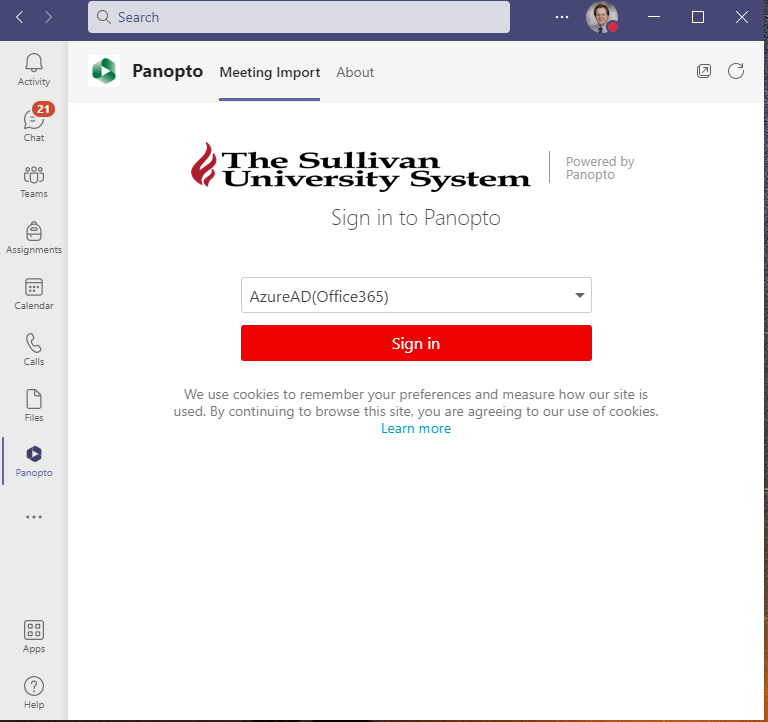 Search
Activity
21
Chat
Teams
Assignments
Calendar
Calls
Files
Panopto
Apps
Help
Panopto
Meeting Import
About
The Sullivan
University System
Powered by
Panopto
Sign in to Panopto
AzureAD(Office365)
Sign in
We use cookies to remember your preferences and measure how our site is
used. By continuing to browse this site, you are agreeing to our use of cookies.
Learn more